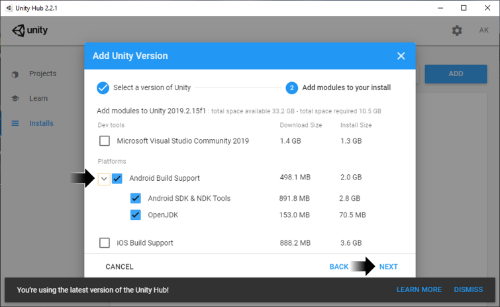 Unity Hub 2.2.1
unity
AK
Projects
Learn
Installs
ADD
Add Unity Version
Select a version of Unity
2
Add modules to your install
Add modules to Unity 2019.2.15f1 : total space available 33.2 GB - total space required 10.5 GB
Dev tools Download Size Install Size
Microsoft Visual Studio Community 2019 1.4 GB 1.3 GB
Platforms
Android Build Support 498.1 MB 2.0 GB
Android SDK & NDK Tools 891.8 MB 2.8 GB
OpenJDK 153.0 MB 70.5 MB
iOS Build Support 888.2 MB 3.6 GB
CANCEL BACK NEXT
You're using the latest version of the Unity Hub! LEARN MORE DISMISS